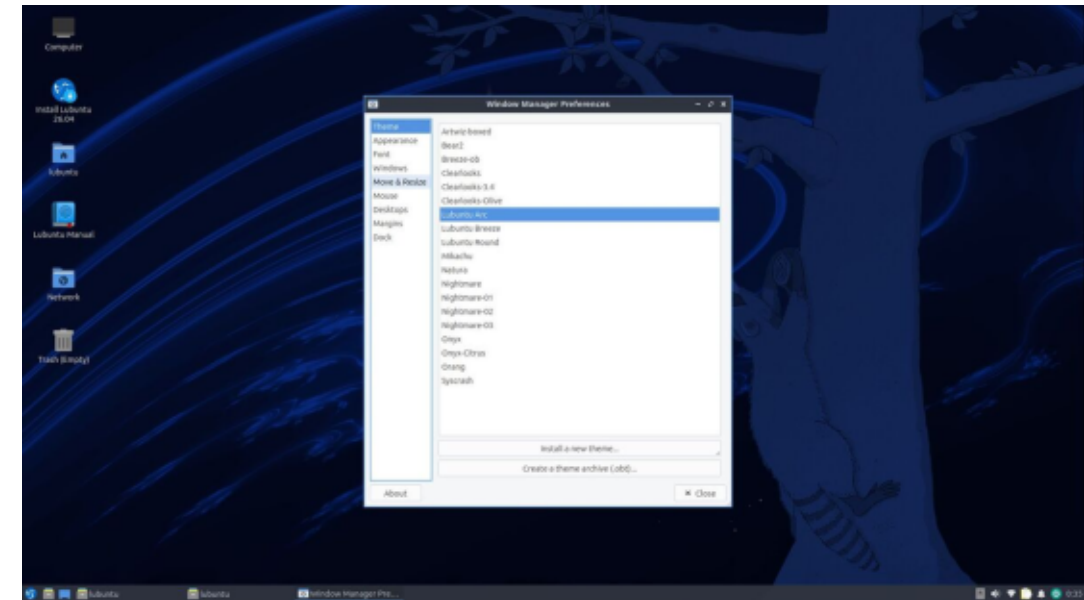 Computer
Install Lubuntu
26.04
lubuntu
Lubuntu Manual
Network
Trash (Empty)
Window Manager Preferences
Theme
Appearance
Font
Windows
Move & Resize
Mouse
Desktops
Margins
Dock
Artwiz-boxed
Bear2
Breeze-ob
Clearlooks
Clearlooks-3.4
Clearlooks-Olive
Lubuntu Arc
Lubuntu Breeze
Lubuntu Round
Mikachu
Natura
Nightmare
Nightmare-01
Nightmare-02
Nightmare-03
Onyx
Onyx-Citrus
Orang
Syscrash
Install a new theme...
Create a theme archive (.obt)...
About
Close
lubuntu
lubuntu
Window Manager Pre...